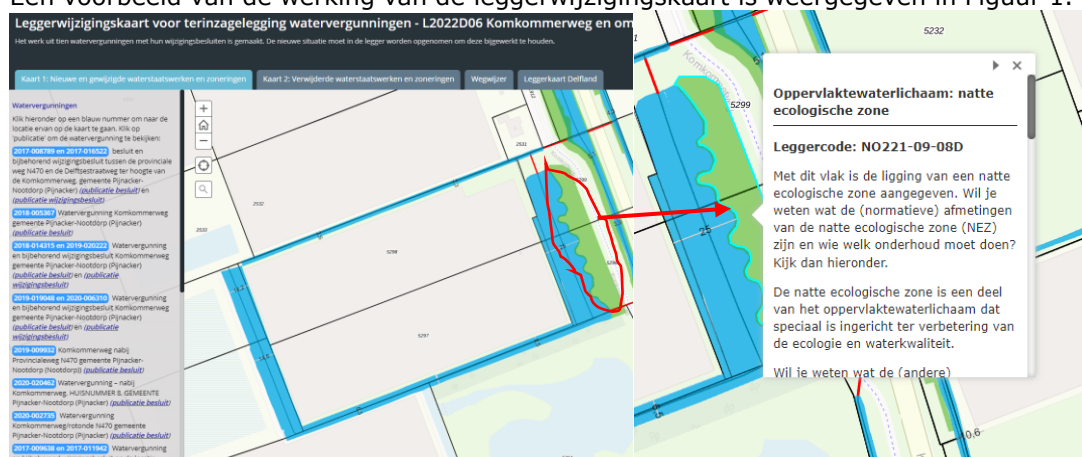 Een voorbeeld van de werking van de leggerwijzigingskaart is weergegeven in Figuur 1.
Leggerwijzigingskaart voor terinzagelegging watervergunningen - L2022D06 Komkommerweg en om
Het werk uit tien watervergunningen met hun wijzigingsbesluiten is gemaakt. De nieuwe situatie moet in de legger worden opgenomen om deze bijgewerkt te houden.
Kaart 1: Nieuwe en gewijzigde waterstaatswerken en zoneringen
Kaart 2: Verwijderde waterstaatswerken en zoneringen
Wegwijzer
Leggerkaart Delfland
Watervergunningen
Klik hieronder op een blauw nummer om naar de
locatie ervan op de kaart te gaan. Klik op
'publicatie' om de watervergunning te bekijken:
2017-008789 en 2017-016522 besluit en
bijbehorend wijzigingsbesluit tussen de provinciale
weg N470 en de Delftsestraatweg ter hoogte van
de Komkommerweg, gemeente Pijnacker-
Nootdorp (Pijnacker) (publicatie besluit) en
(publicatie wijzigingsbesluit)
2018-005367 Watervergunning Komkommerweg
gemeente Pijnacker-Nootdorp (Pijnacker)
(publicatie besluit)
2018-014315 en 2019-020222 Watervergunning
en bijbehorend wijzigingsbesluit Komkommerweg
gemeente Pijnacker-Nootdorp (Pijnacker)
(publicatie besluit) en (publicatie
wijzigingsbesluit)
2019-019048 en 2020-006310 Watervergunning
en bijbehorend wijzigingsbesluit Komkommerweg
gemeente Pijnacker-Nootdorp (Pijnacker)
(publicatie besluit) en (publicatie
wijzigingsbesluit)
2019-009932 Komkommerweg nabij
Provincialeweg N470 gemeente Pijnacker-
Nootdorp (Nootdorp) (publicatie besluit)
2020-020462 Watervergunning – nabij
Komkommerweg, HUISNUMMER 8, GEMEENTE
Pijnacker-Nootdorp (Pijnacker) (publicatie besluit)
2020-002735 Watervergunning
Komkommerweg/rotonde N470 gemeente
Pijnacker-Nootdorp (Pijnacker) (publicatie besluit)
2017-009638 en 2017-011942 Watervergunning
2531
2532
2533
5298
5297
5232
5299
25
10,6
Oppervlaktewaterlichaam: natte
ecologische zone
Leggercode: NO221-09-08D
Met dit vlak is de ligging van een natte
ecologische zone aangegeven. Wil je
weten wat de (normatieve) afmetingen
van de natte ecologische zone (NEZ)
zijn en wie welk onderhoud moet doen?
Kijk dan hieronder.
De natte ecologische zone is een deel
van het oppervlaktewaterlichaam dat
speciaal is ingericht ter verbetering van
de ecologie en waterkwaliteit.
Wil je weten wat de (andere)